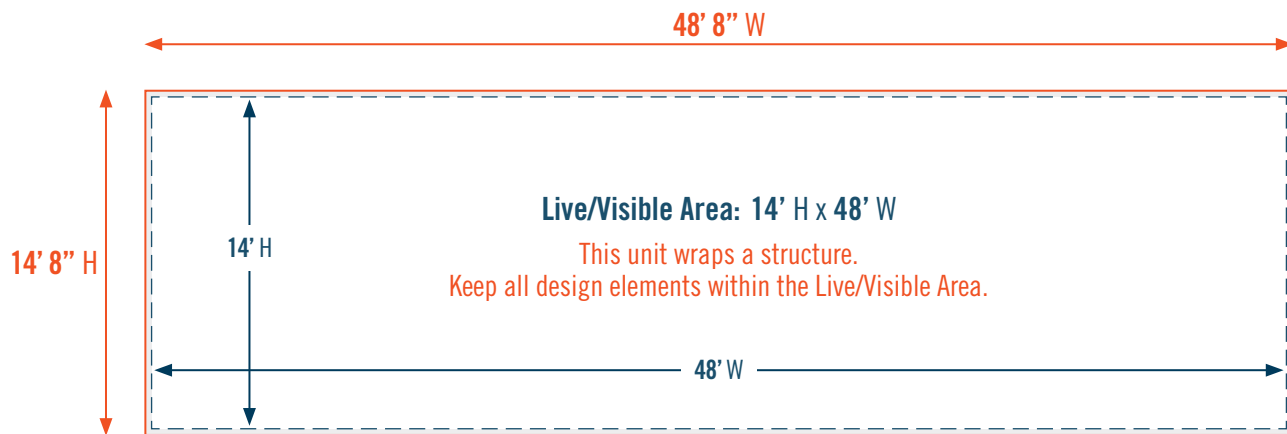 48’ 8” W
Live/Visible Area: 14’ H x 48’ W
14’ 8” H
14’ H
This unit wraps a structure.
Keep all design elements within the Live/Visible Area.
48’ W